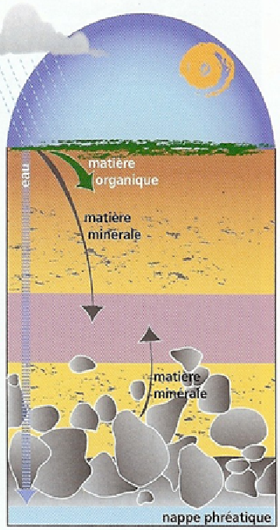 matière
organique
eau
matière
minérale
matière
minérale
nappe phréatique